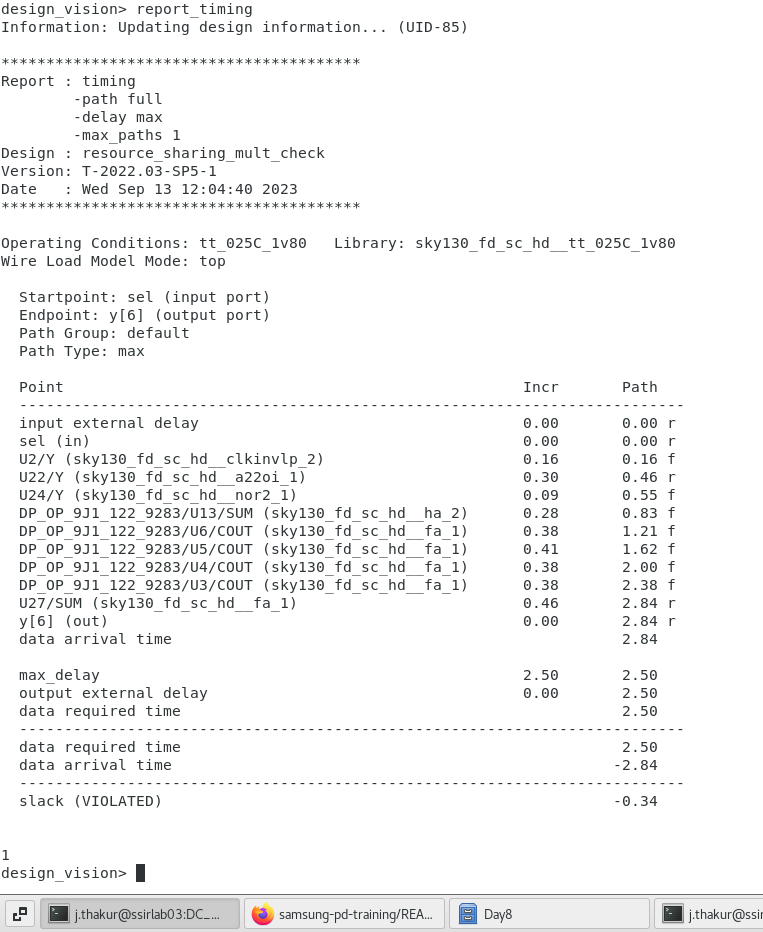 design_vision> report_timing
Information: Updating design information... (UID-85)
****************************************
Report : timing
        -path full
        -delay max
        -max_paths 1
Design : resource_sharing_mult_check
Version: T-2022.03-SP5-1
Date   : Wed Sep 13 12:04:40 2023
****************************************
Operating Conditions: tt_025C_1v80   Library: sky130_fd_sc_hd__tt_025C_1v80
Wire Load Model Mode: top
  Startpoint: sel (input port)
  Endpoint: y[6] (output port)
  Path Group: default
  Path Type: max
  Point                                                   Incr       Path
  --------------------------------------------------------------------------
  input external delay                                    0.00       0.00 r
  sel (in)                                                0.00       0.00 r
  U2/Y (sky130_fd_sc_hd__clkinvlp_2)                      0.16       0.16 f
  U22/Y (sky130_fd_sc_hd__a22oi_1)                        0.30       0.46 r
  U24/Y (sky130_fd_sc_hd__nor2_1)                         0.09       0.55 f
  DP_OP_9J1_122_9283/U13/SUM (sky130_fd_sc_hd__ha_2)      0.28       0.83 f
  DP_OP_9J1_122_9283/U6/COUT (sky130_fd_sc_hd__fa_1)      0.38       1.21 f
  DP_OP_9J1_122_9283/U5/COUT (sky130_fd_sc_hd__fa_1)      0.41       1.62 f
  DP_OP_9J1_122_9283/U4/COUT (sky130_fd_sc_hd__fa_1)      0.38       2.00 f
  DP_OP_9J1_122_9283/U3/COUT (sky130_fd_sc_hd__fa_1)      0.38       2.38 f
  U27/SUM (sky130_fd_sc_hd__fa_1)                         0.46       2.84 r
  y[6] (out)                                              0.00       2.84 r
  data arrival time                                                  2.84
  max_delay                                               2.50       2.50
  output external delay                                   0.00       2.50
  data required time                                                 2.50
  --------------------------------------------------------------------------
  data required time                                                 2.50
  data arrival time                                                 -2.84
  --------------------------------------------------------------------------
  slack (VIOLATED)                                                  -0.34
1
design_vision>
j.thakur@ssirlab03:DC_... samsung-pd-training/REA... Day8 j.thakur@ssir